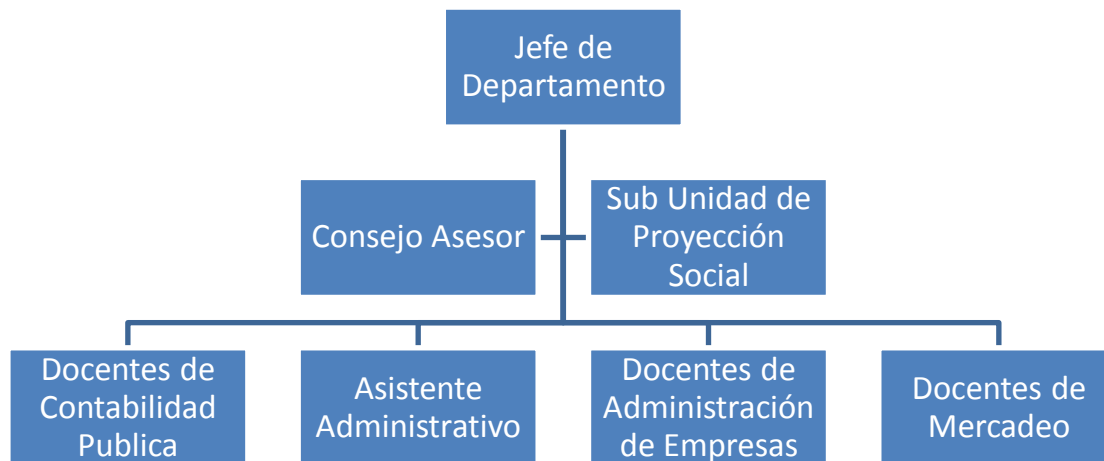 Jefe de
Departamento
Consejo Asesor
Sub Unidad de
Proyección
Social
Docentes de
Contabilidad
Publica
Asistente
Administrativo
Docentes de
Administración
de Empresas
Docentes de
Mercadeo